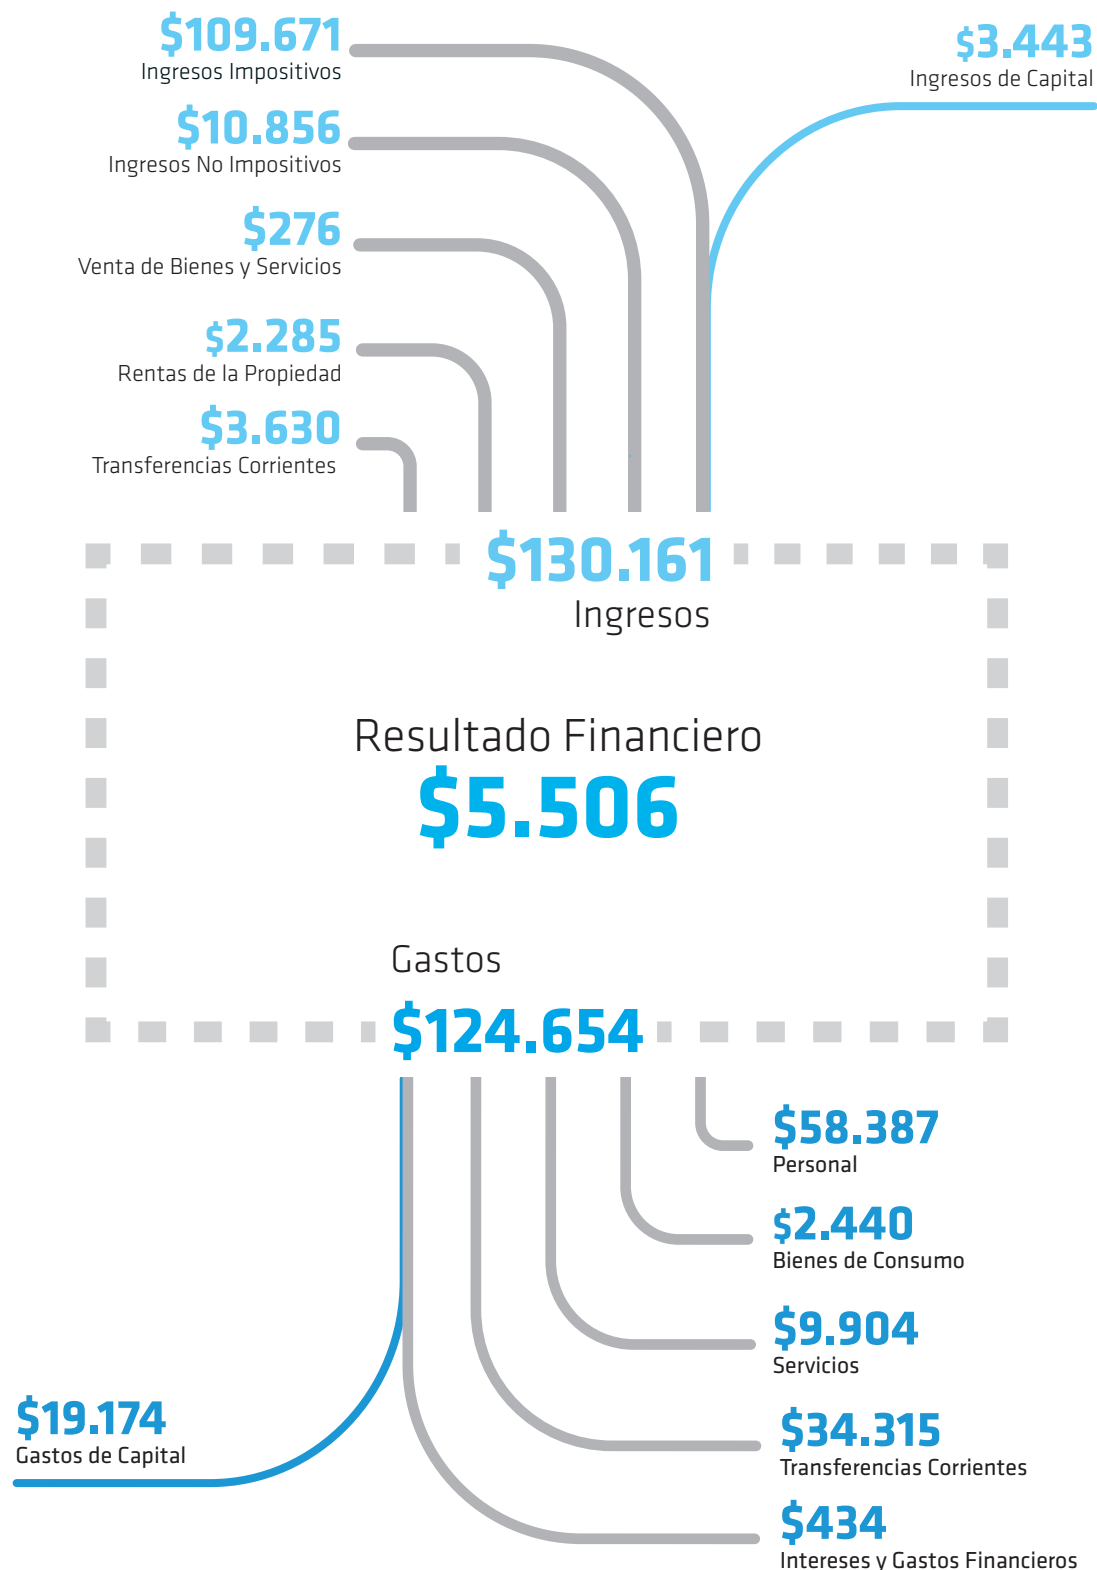 $109.671
Ingresos Impositivos
$3.443
Ingresos de Capital
$10.856
Ingresos No Impositivos
$276
Venta de Bienes y Servicios
$2.285
Rentas de la Propiedad
$3.630
Transferencias Corrientes
$130.161
Ingresos
Resultado Financiero
$5.506
Gastos
$124.654
$58.387
Personal
$2.440
Bienes de Consumo
$9.904
Servicios
$19.174
Gastos de Capital
$34.315
Transferencias Corrientes
$434
Intereses y Gastos Financieros